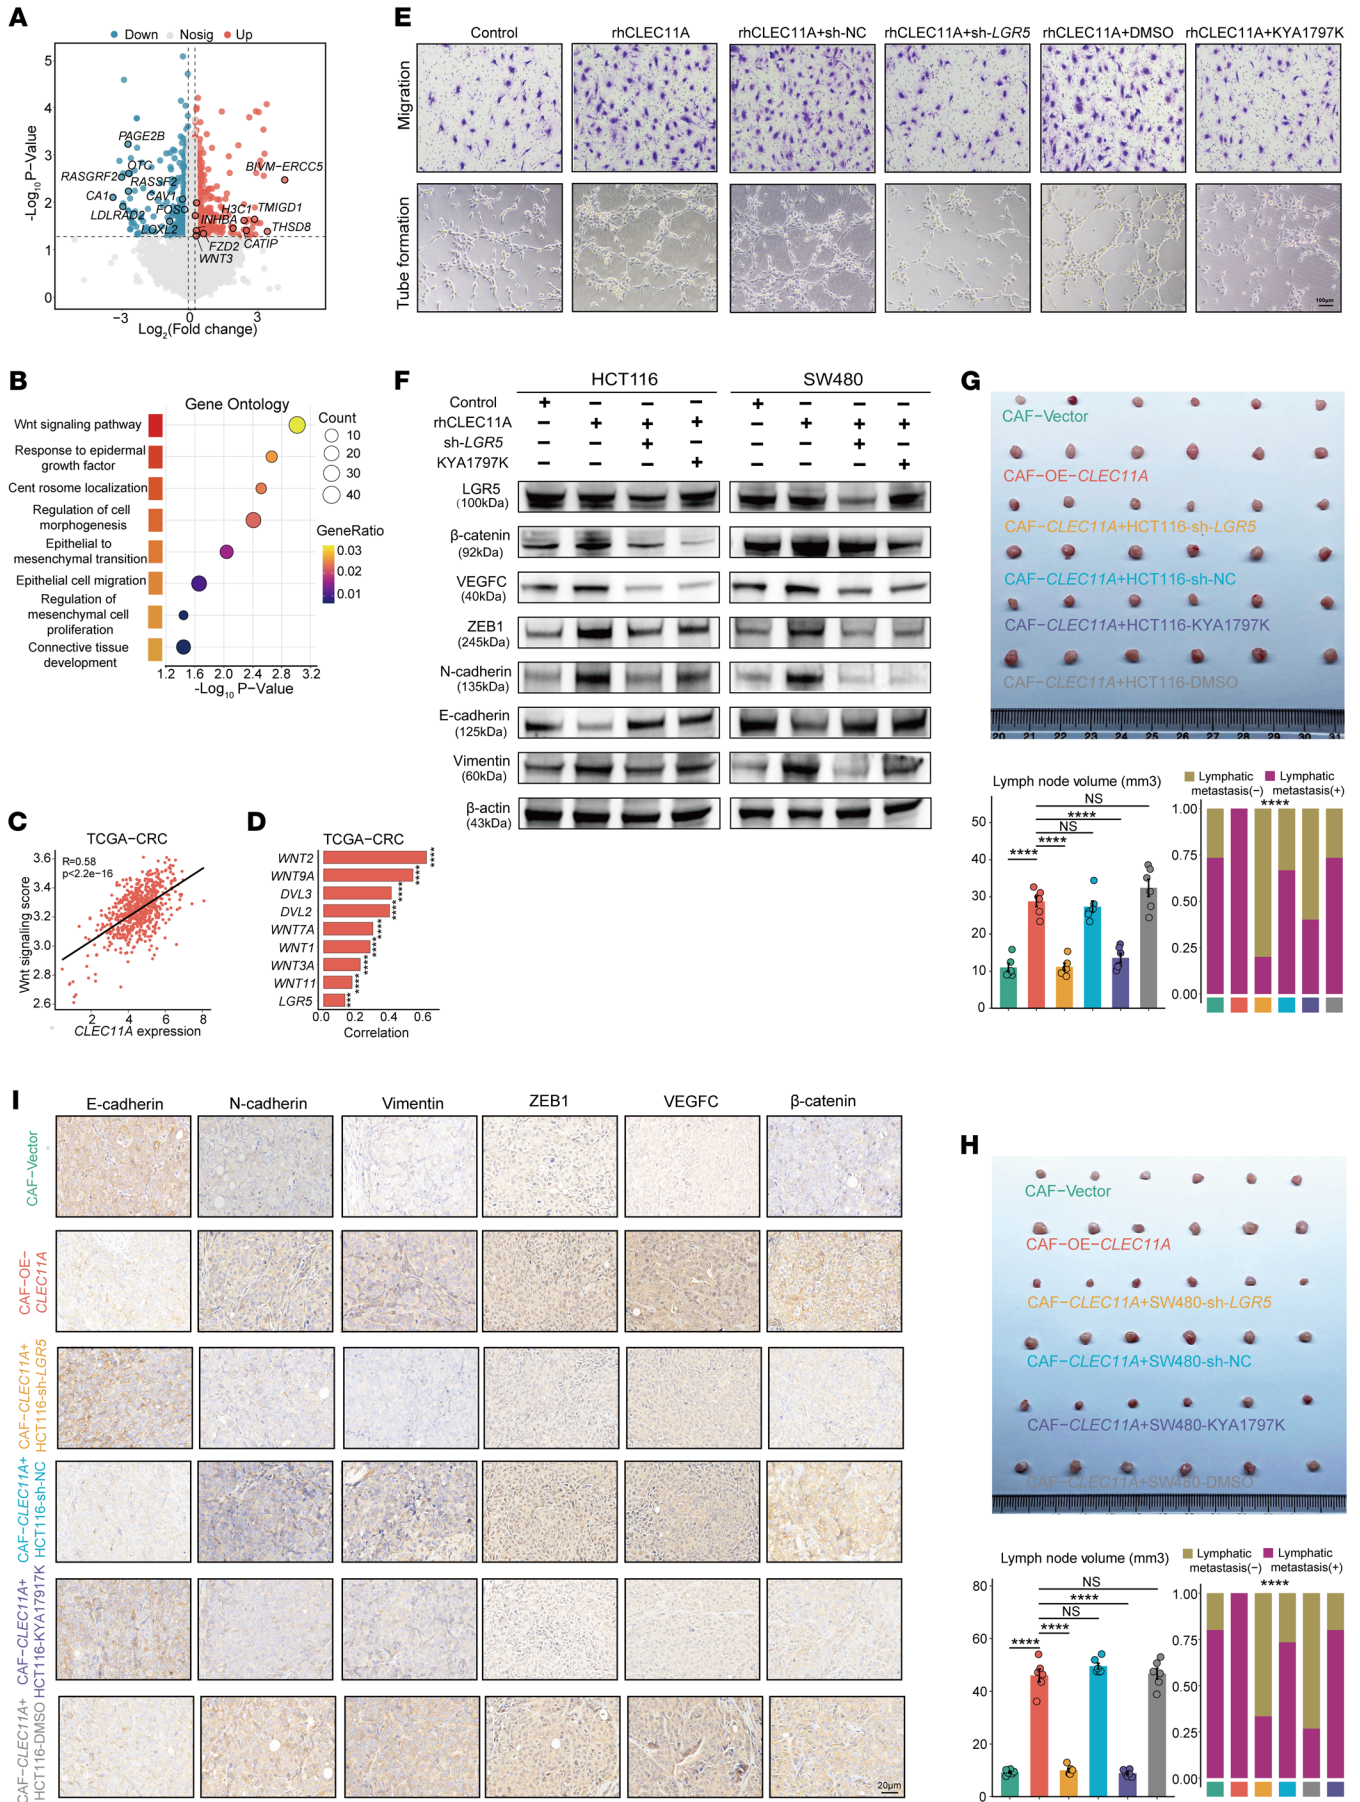 A
Down Nosig Up
5
4
3
2
1
0
-Log10 P-Value
PAGE2B
OTC
RASGRF2
RASSF2
CA1
CAV1
LDLRAD2
FOS
LOXL2
BIVM-ERCC5
H3C1
TMIGD1
INHBA
THSD8
FZD2
CATIP
WNT3
-3 0 3
Log2(Fold change)
B
Gene Ontology
Wnt signaling pathway
Response to epidermal
growth factor
Cent rosome localization
Regulation of cell
morphogenesis
Epithelial to
mesenchymal transition
Epithelial cell migration
Regulation of
mesenchymal cell
proliferation
Connective tissue
development
1.2 1.6 2.0 2.4 2.8 3.2
-Log10 P-Value
Count
10
20
30
40
GeneRatio
0.03
0.02
0.01
C
TCGA-CRC
R=0.58
p<2.2e-16
Wnt signaling score
3.6
3.4
3.2
3.0
2.8
2.6
2 4 6 8
CLEC11A expression
D
TCGA-CRC
WNT2 ****
WNT9A ****
DVL3 ****
DVL2 ****
WNT7A ****
WNT1 ****
WNT3A ****
WNT11 ****
LGR5 ***
0.0 0.2 0.4 0.6
Correlation
E
Control rhCLEC11A rhCLEC11A+sh-NC rhCLEC11A+sh-LGR5 rhCLEC11A+DMSO rhCLEC11A+KYA1797K
Migration
Tube formation
100μm
F
HCT116 SW480
Control + - - - + - - -
rhCLEC11A - + + + - + + +
sh-LGR5 - - + - - - + -
KYA1797K - - - + - - - +
LGR5
(100kDa)
β-catenin
(92kDa)
VEGFC
(40kDa)
ZEB1
(245kDa)
N-cadherin
(135kDa)
E-cadherin
(125kDa)
Vimentin
(60kDa)
β-actin
(43kDa)
G
CAF-Vector
CAF-OE-CLEC11A
CAF-CLEC11A+HCT116-sh-LGR5
CAF-CLEC11A+HCT116-sh-NC
CAF-CLEC11A+HCT116-KYA1797K
CAF-CLEC11A+HCT116-DMSO
20 21 22 23 24 25 26 27 28 29 30 31
Lymph node volume (mm3)
50
40
30
20
10
0
NS
****
NS
**** ****
Lymphatic metastasis(-)
Lymphatic metastasis(+)
****
1.00
0.75
0.50
0.25
0.00
H
CAF-Vector
CAF-OE-CLEC11A
CAF-CLEC11A+SW480-sh-LGR5
CAF-CLEC11A+SW480-sh-NC
CAF-CLEC11A+SW480-KYA1797K
CAF-CLEC11A+SW480-DMSO
Lymph node volume (mm3)
80
60
40
20
0
NS
****
NS
****
****
Lymphatic metastasis(-)
Lymphatic metastasis(+)
****
1.00
0.75
0.50
0.25
0.00
I
E-cadherin N-cadherin Vimentin ZEB1 VEGFC β-catenin
CAF-Vector
CAF-OE-
CLEC11A
CAF-CLEC11A+
HCT116-sh-LGR5
CAF-CLEC11A+
HCT116-sh-NC
CAF-CLEC11A+
HCT116-KYA17917K
CAF-CLEC11A+
HCT116-DMSO
20μm